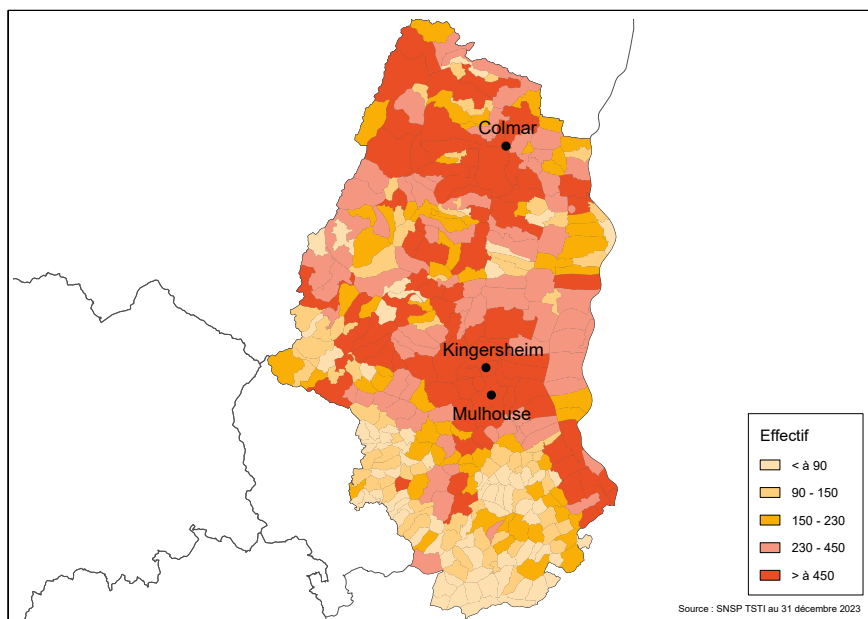 Colmar
Kingersheim
Mulhouse
Effectif
< à 90
90 - 150
150 - 230
230 - 450
> à 450
Source : SNSP TSTI au 31 décembre 2023